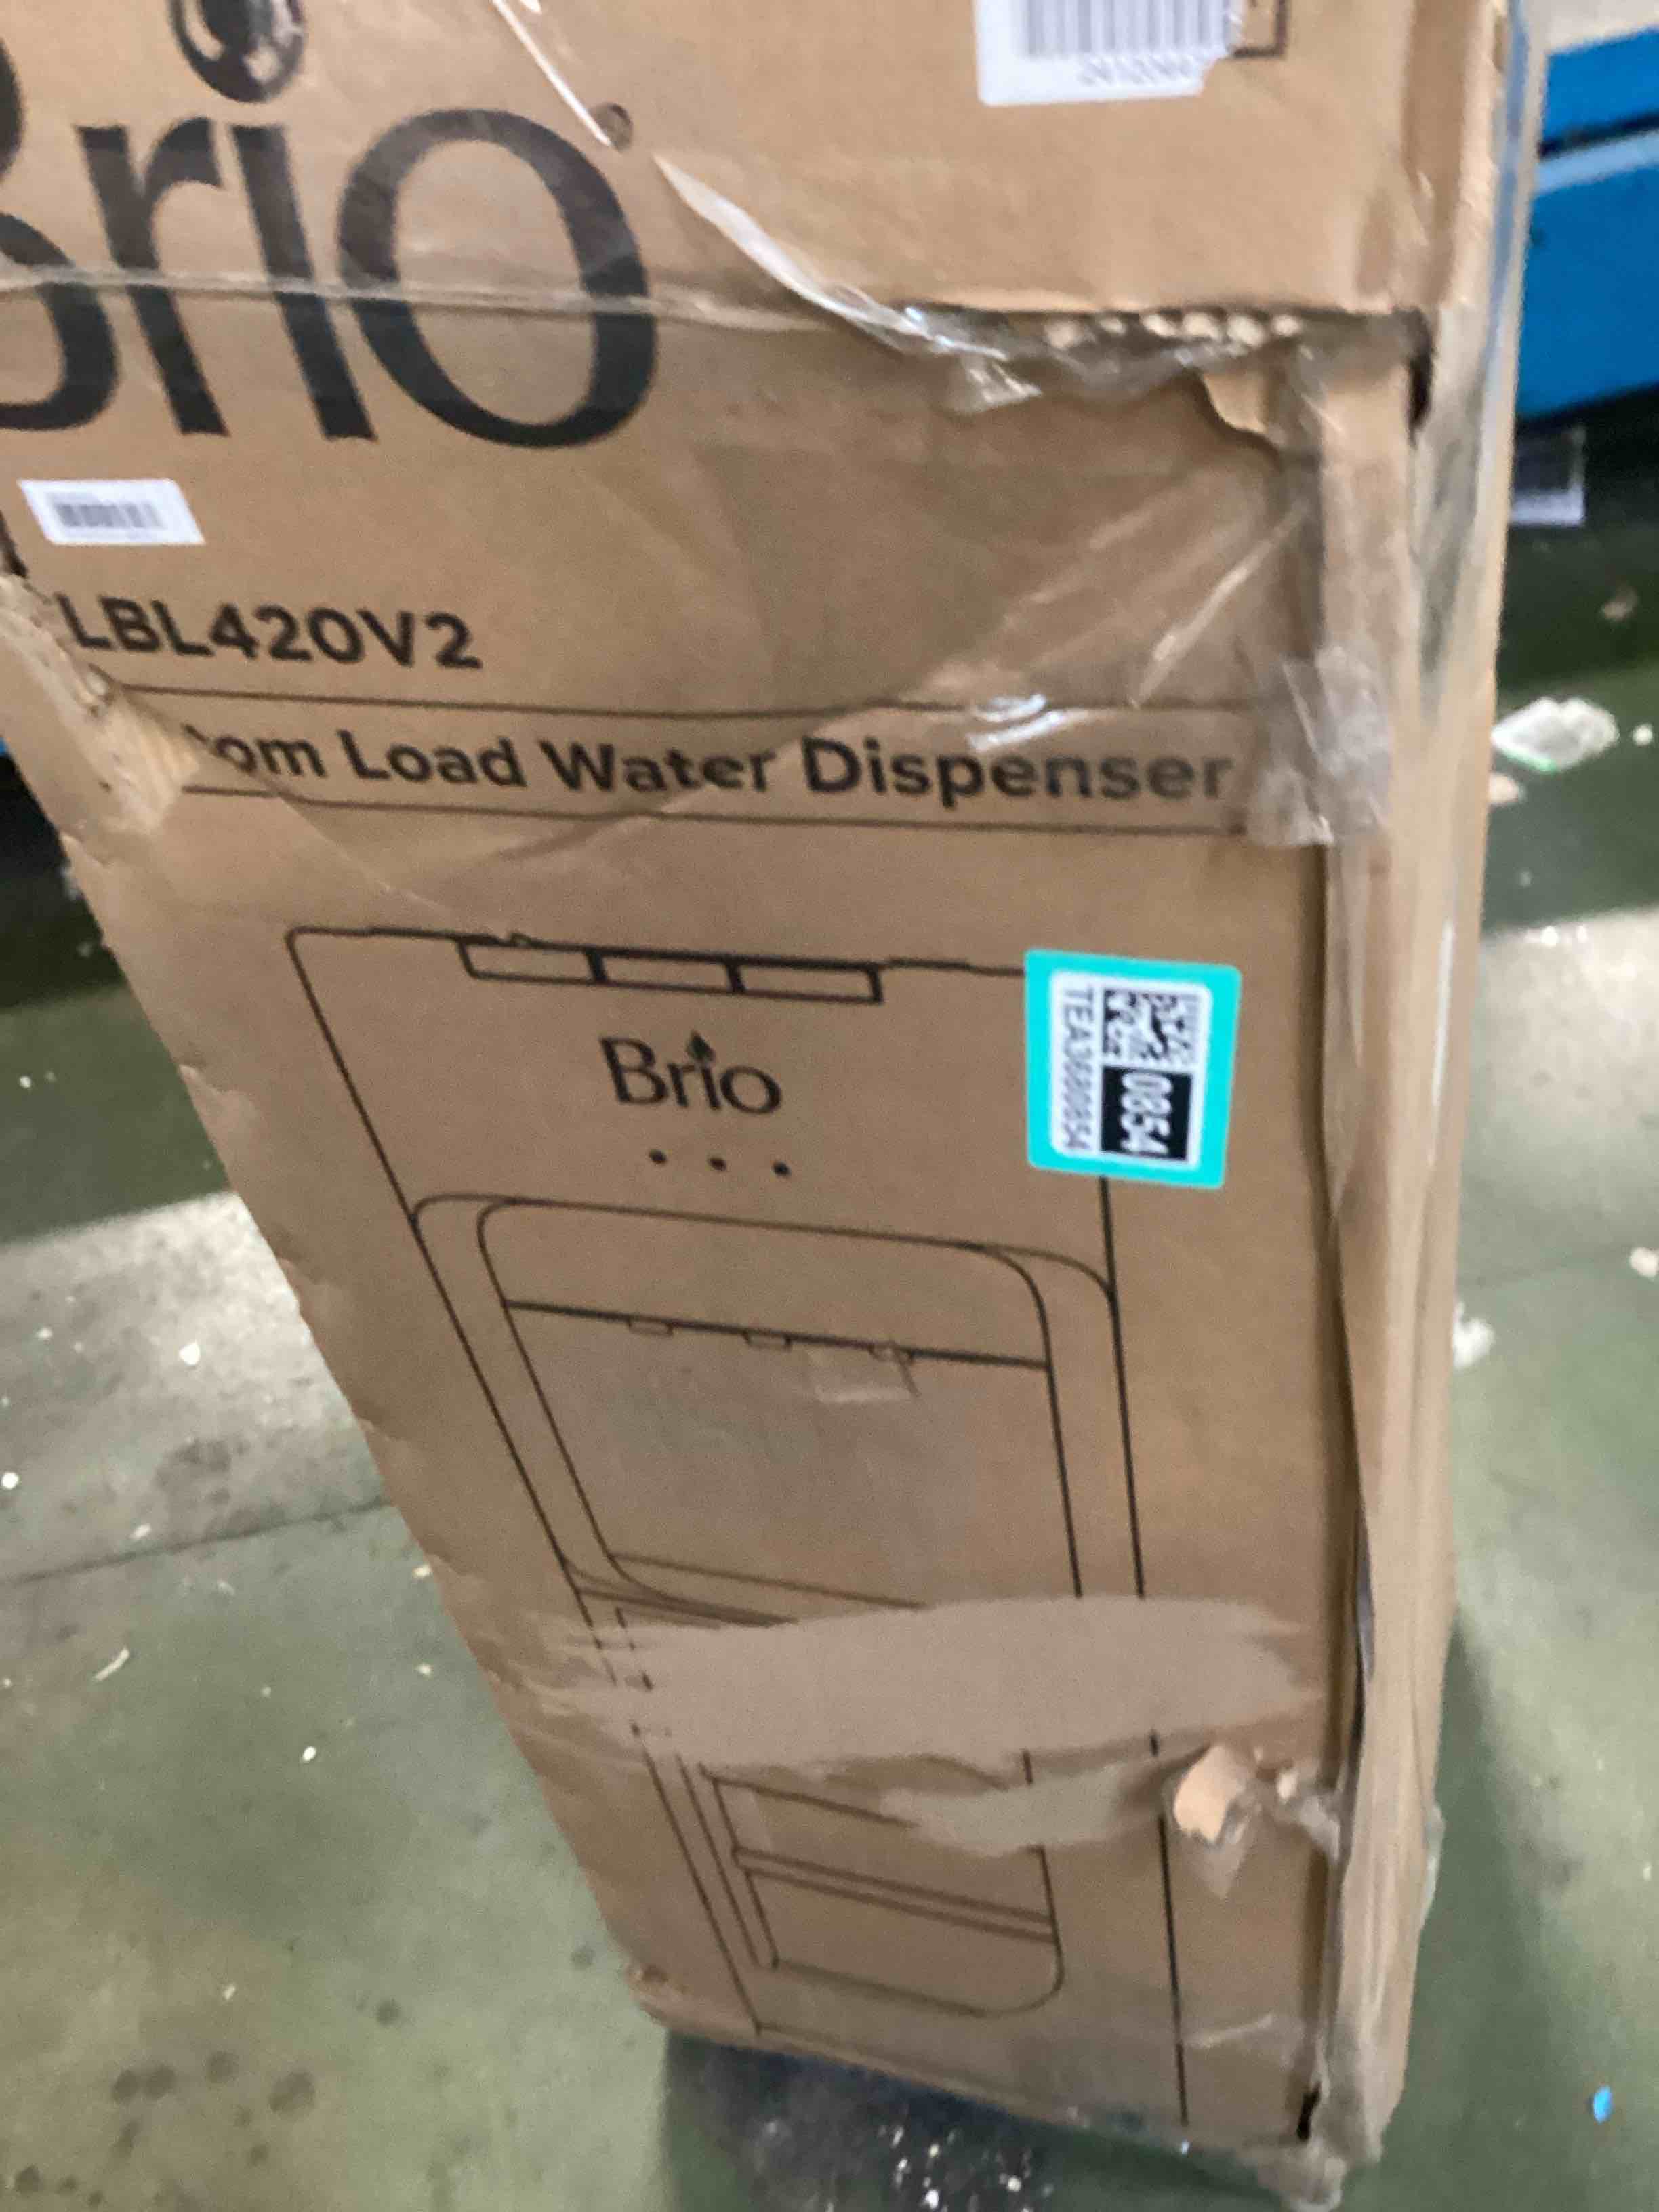 Brio
LBL420V2
tom Load Water Dispenser
Brio
0854